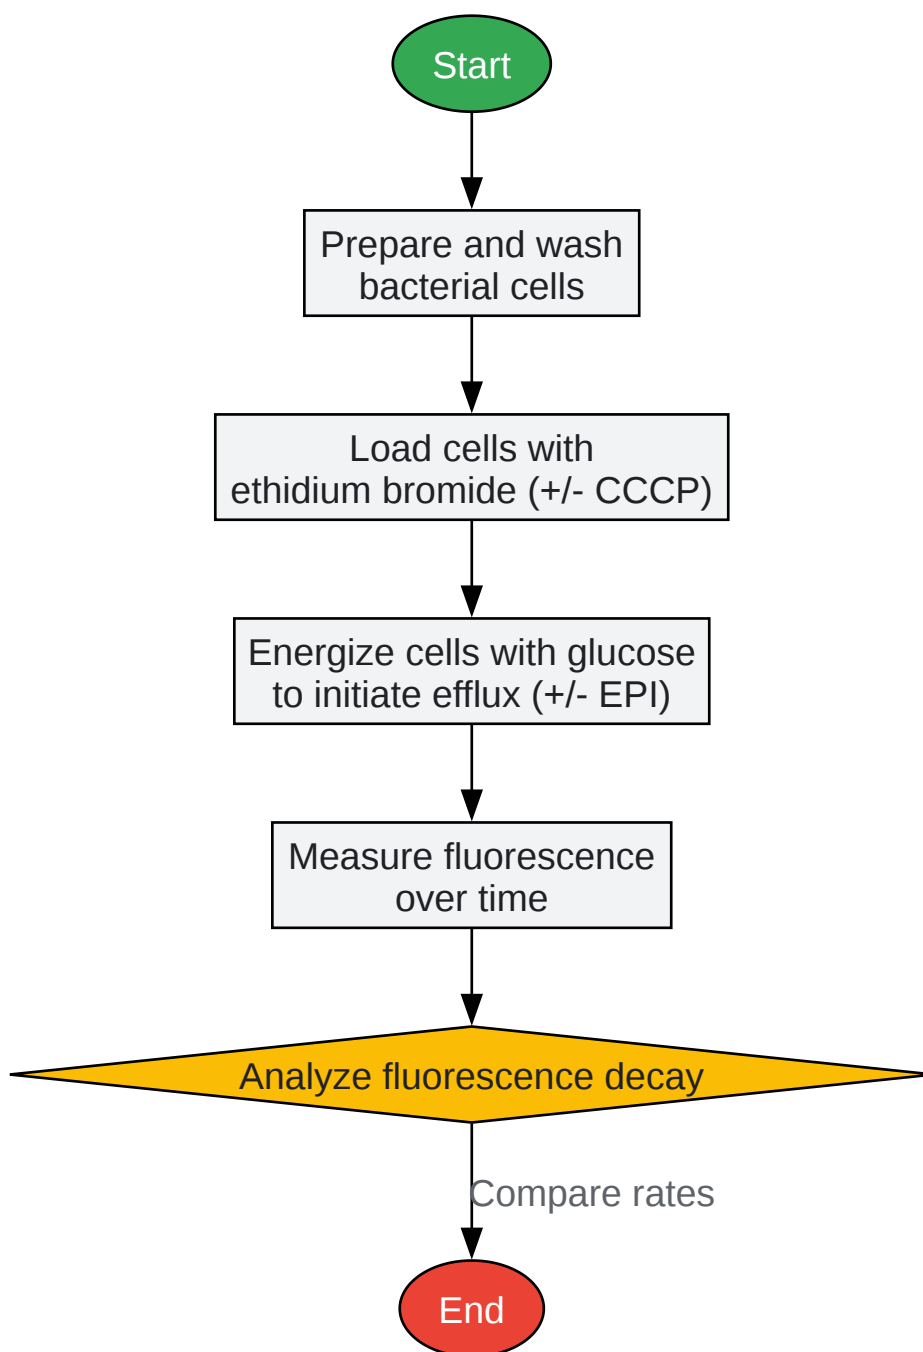 Start
Prepare and wash
bacterial cells
Load cells with
ethidium bromide (+/- CCCP)
Energize cells with glucose
to initiate efflux (+/- EPI)
Measure fluorescence
over time
Analyze fluorescence decay
Compare rates
End